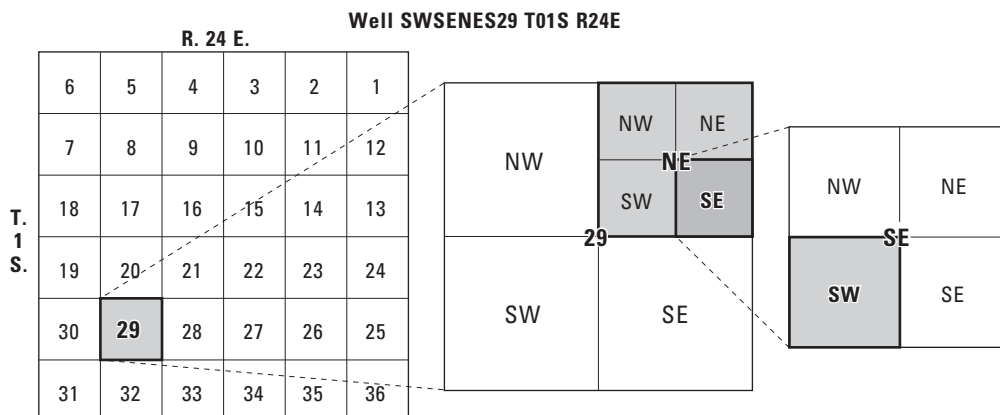 Well SWSENES29 T01S R24E
R. 24 E.
T.
1
S.
6 5 4 3 2 1
7 8 9 10 11 12
18 17 16 15 14 13
19 20 21 22 23 24
30 29 28 27 26 25
31 32 33 34 35 36
NW
NW NE
NE
SW SE
29
SW SE
NW NE
SE
SW SE